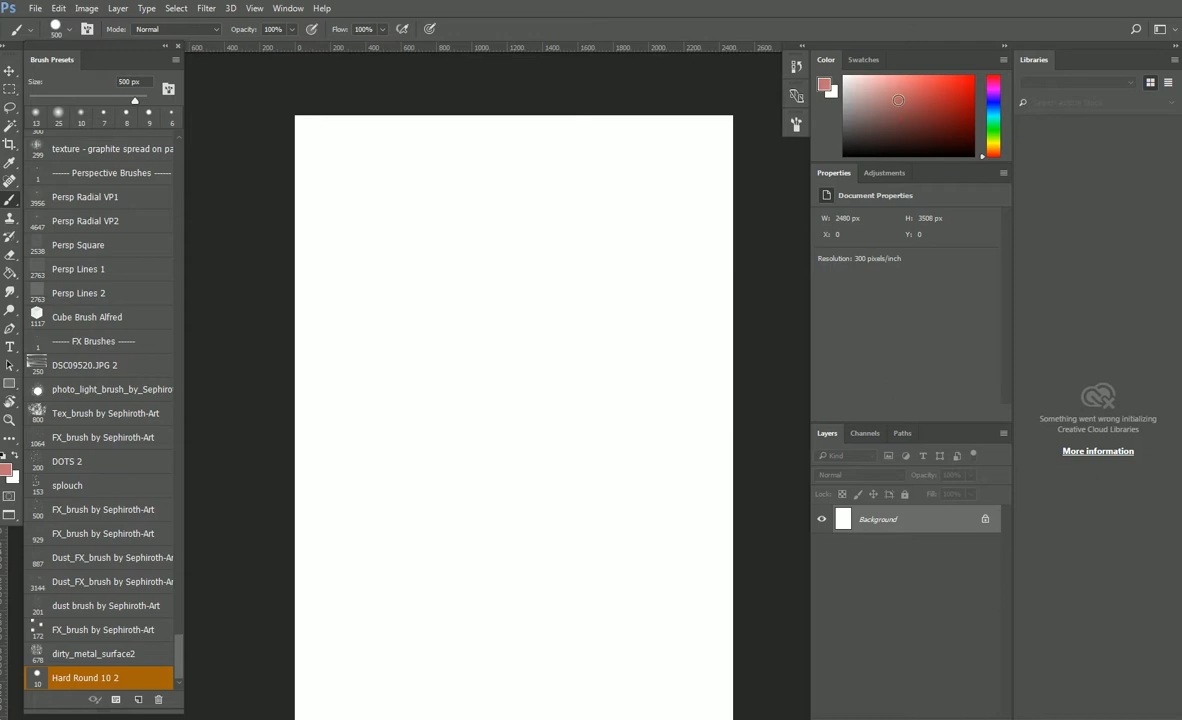 Ps File Edit Image Layer Type Select Filter 3D View Window Help
500 Mode: Normal Opacity: 100% Flow: 100%
600 400 200 0 200 400 600 800 1000 1200 1400 1600 1800 2000 2200 2400 2600
Brush Presets
Size: 500 px
13 25 10 7 8 9 6
300
299 texture - graphite spread on pa
1 ------ Perspective Brushes ------
3956 Persp Radial VP1
4647 Persp Radial VP2
2538 Persp Square
2763 Persp Lines 1
2763 Persp Lines 2
1117 Cube Brush Alfred
1 ------ FX Brushes ------
250 DSC09520.JPG 2
photo_light_brush_by_Sephirot
800 Tex_brush by Sephiroth-Art
1064 FX_brush by Sephiroth-Art
200 DOTS 2
153 splouch
500 FX_brush by Sephiroth-Art
929 FX_brush by Sephiroth-Art
887 Dust_FX_brush by Sephiroth-Art
3144 Dust_FX_brush by Sephiroth-Art
201 dust brush by Sephiroth-Art
172 FX_brush by Sephiroth-Art
678 dirty_metal_surface2
10 Hard Round 10 2
Color Swatches
Properties Adjustments
Document Properties
W: 2480 px H: 3508 px
X: 0 Y: 0
Resolution: 300 pixels/inch
Layers Channels Paths
Kind
Normal Opacity: 100%
Lock: Fill: 100%
Background
Libraries
Search Adobe Stock
Something went wrong initializing
Creative Cloud Libraries
More information